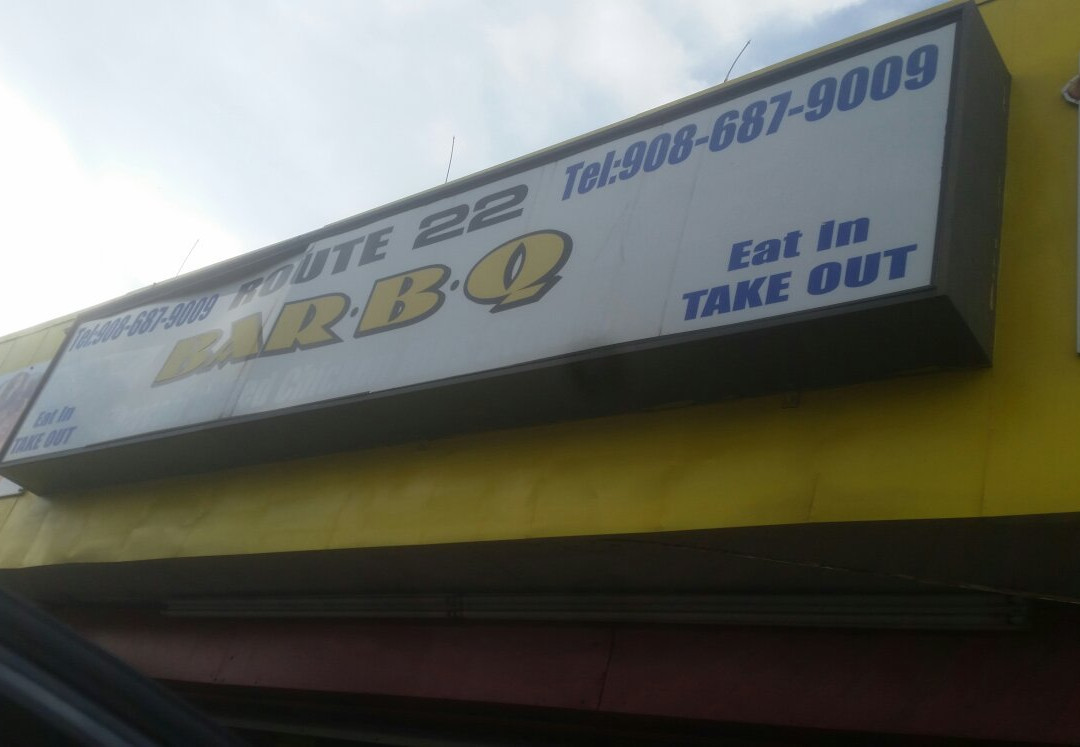 Tel:908-687-9009
ROUTE 22
BAR·B·Q
Eat In
TAKE OUT
Tel:908-687-9009
Eat In
TAKE OUT